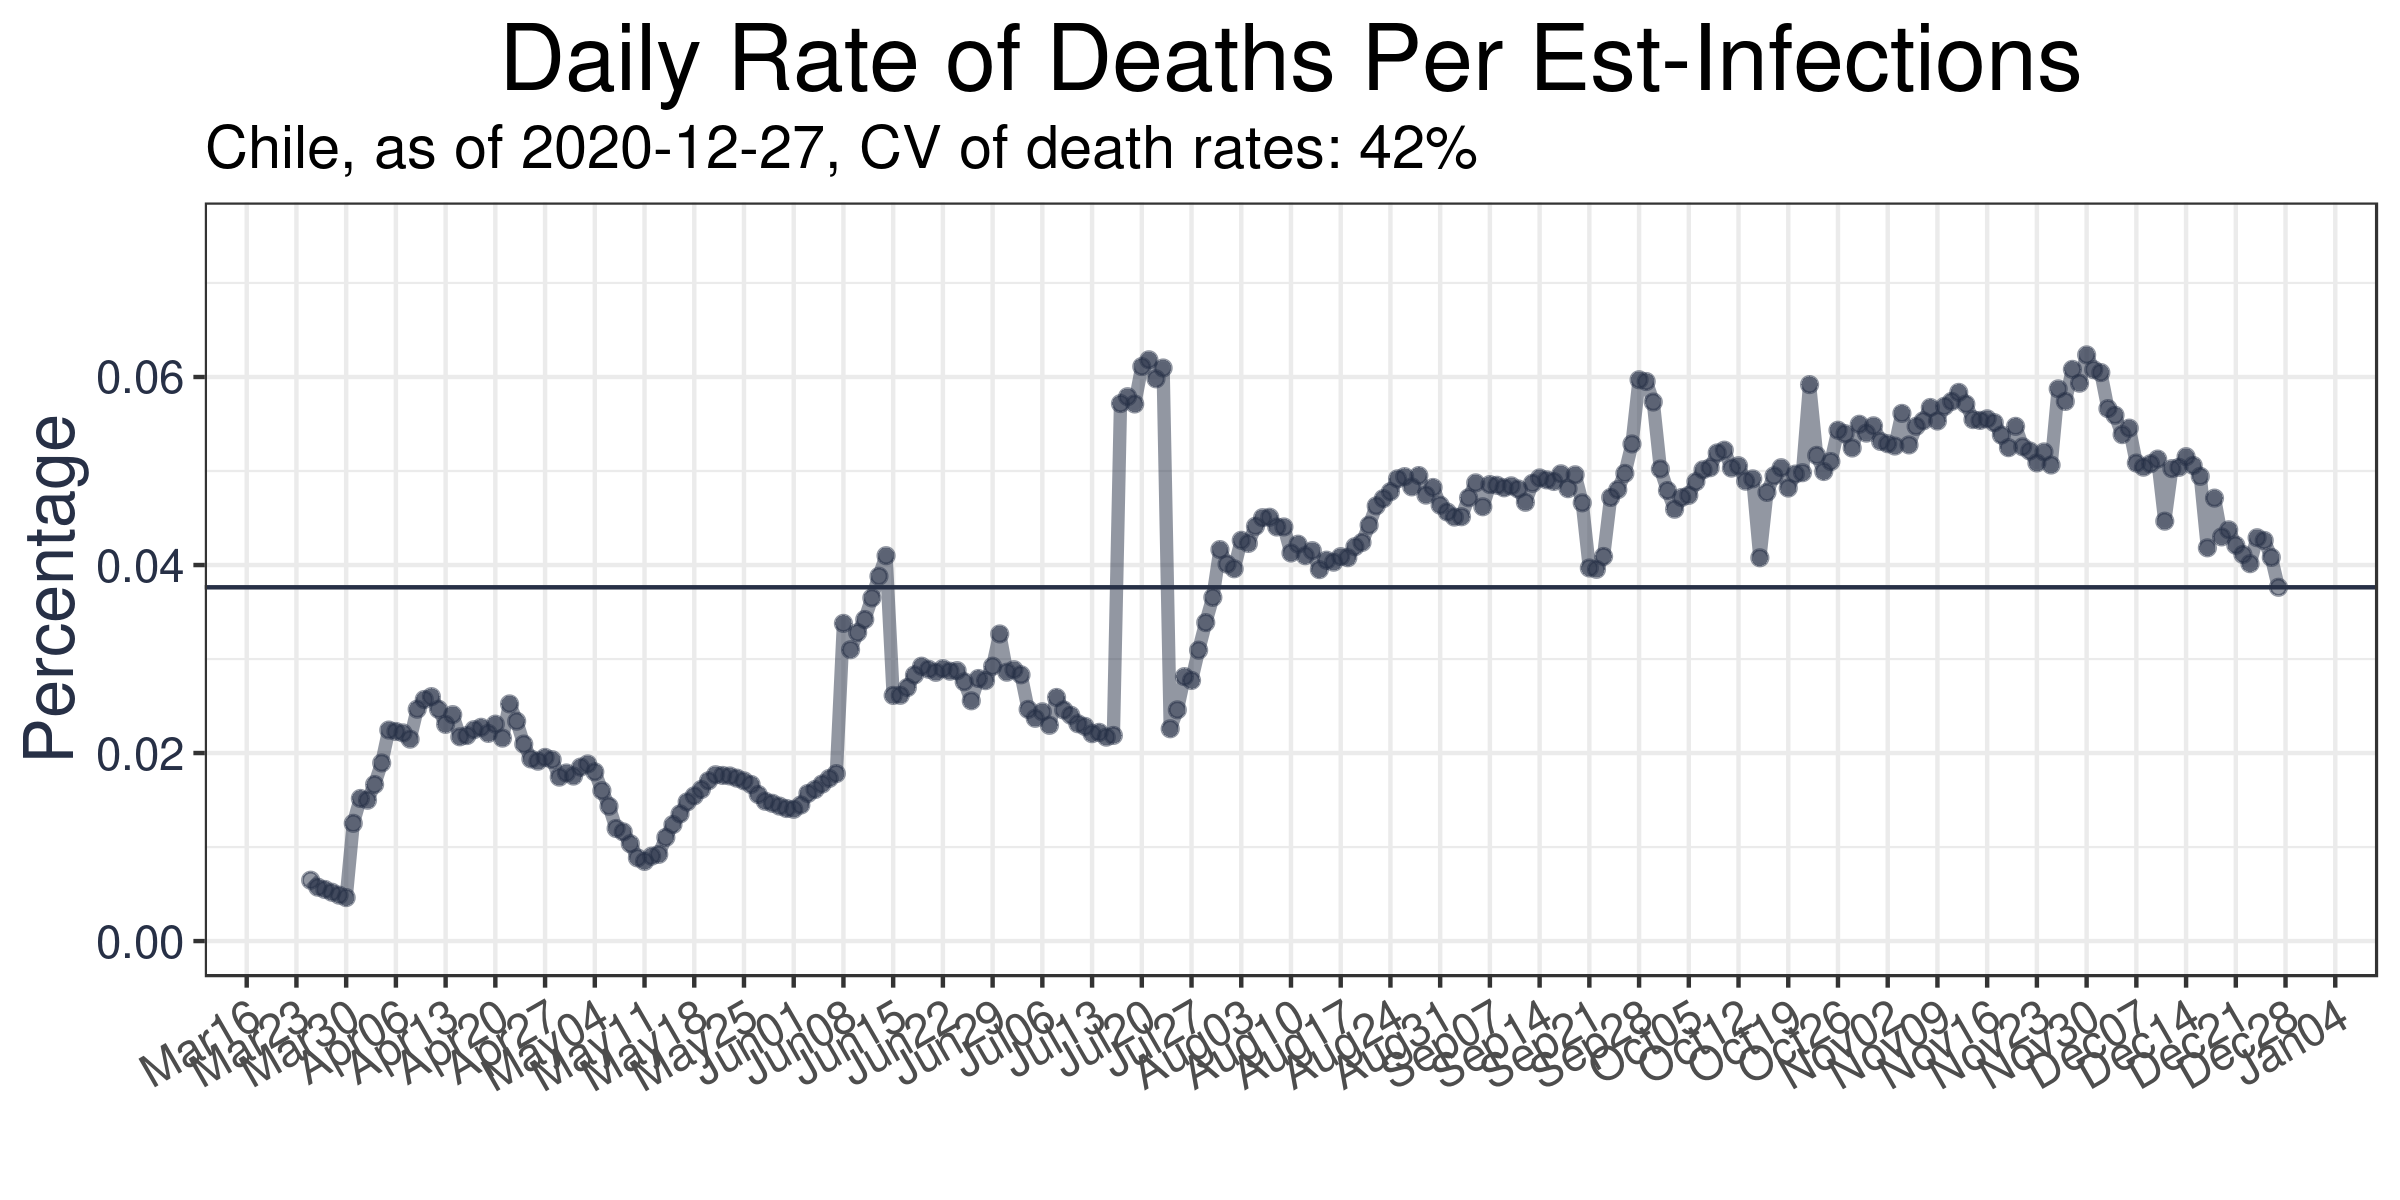 Daily Rate of Deaths Per Est-Infections
Chile, as of 2020-12-27, CV of death rates: 42%
Percentage
0.06
0.04
0.02
0.00
Mar16
Mar23
Mar30
Apr06
Apr13
Apr20
Apr27
May04
May11
May18
May25
Jun01
Jun08
Jun15
Jun22
Jun29
Jul06
Jul13
Jul20
Jul27
Aug03
Aug10
Aug17
Aug24
Aug31
Sep07
Sep14
Sep21
Sep28
Oct05
Oct12
Oct19
Oct26
Nov02
Nov09
Nov16
Nov23
Nov30
Dec07
Dec14
Dec21
Dec28
Jan04